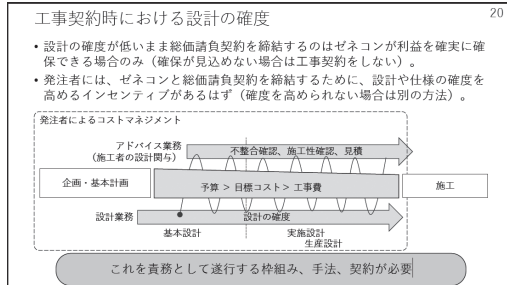 工事契約時における設計の確度
20
• 設計の確度が低いまま総価請負契約を締結するのはゼネコンが利益を確実に確
保できる場合のみ（確保が見込めない場合は工事契約をしない）。
• 発注者には、ゼネコンと総価請負契約を締結するために、設計や仕様の確度を
高めるインセンティブがあるはず（確度を高められない場合は別の方法）。
発注者によるコストマネジメント
アドバイス業務
（施工者の設計関与）
不整合確認、施工性確認、見積
企画・基本計画
予算 > 目標コスト > 工事費
施工
設計業務
設計の確度
基本設計
実施設計
生産設計
これを責務として遂行する枠組み、手法、契約が必要